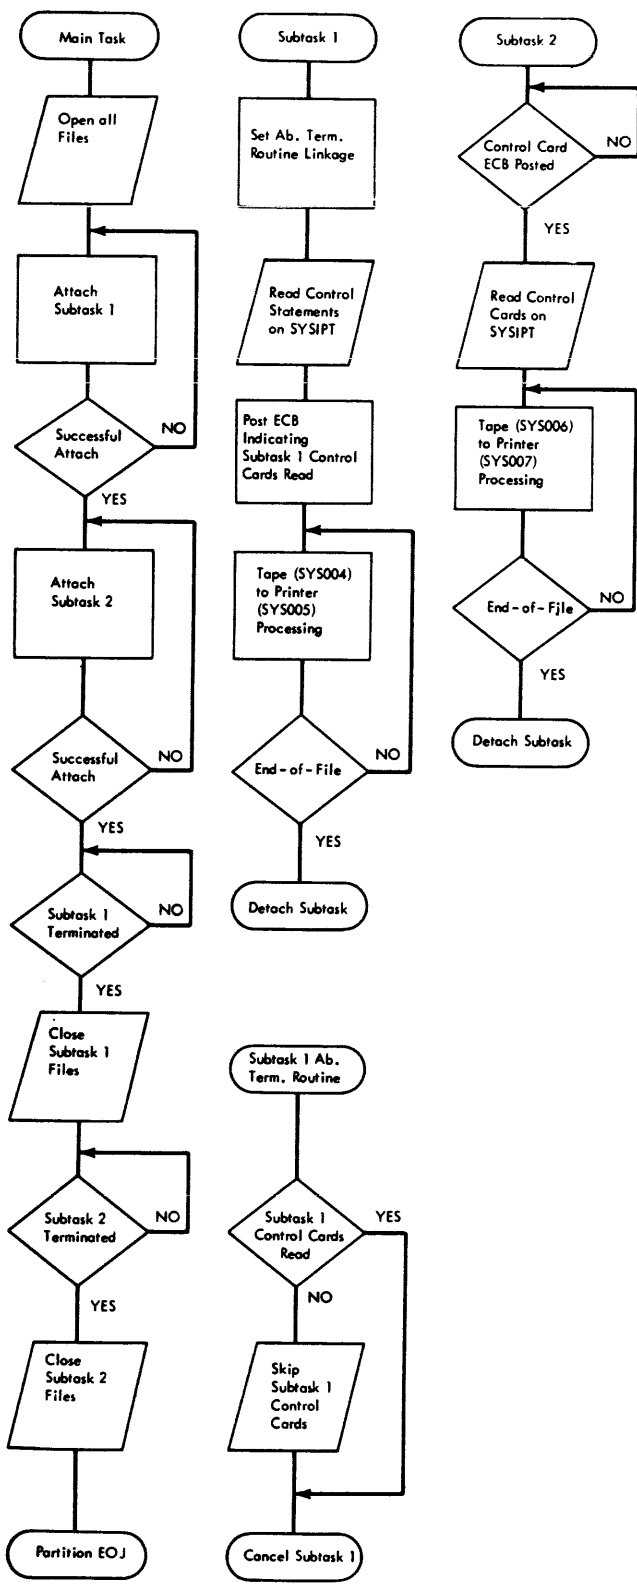 Main Task
Open all
Files
Attach
Subtask 1
Successful
Attach
NO
YES
Attach
Subtask 2
Successful
Attach
NO
YES
Subtask 1
Terminated
NO
YES
Close
Subtask 1
Files
Subtask 2
Terminated
NO
YES
Close
Subtask 2
Files
Partition EOJ
Subtask 1
Set Ab. Term.
Routine Linkage
Read Control
Statements
on SYSIPT
Post ECB
Indicating
Subtask 1 Control
Cards Read
Tape (SYS004)
to Printer
(SYS005)
Processing
End-of-File
NO
YES
Detach Subtask
Subtask 1 Ab.
Term. Routine
Subtask 1
Control Cards
Read
YES
NO
Skip
Subtask 1
Control
Cards
Cancel Subtask 1
Subtask 2
Control Card
ECB Posted
NO
YES
Read Control
Cards on
SYSIPT
Tape (SYS006)
to Printer
(SYS007)
Processing
End-of-File
NO
YES
Detach Subtask